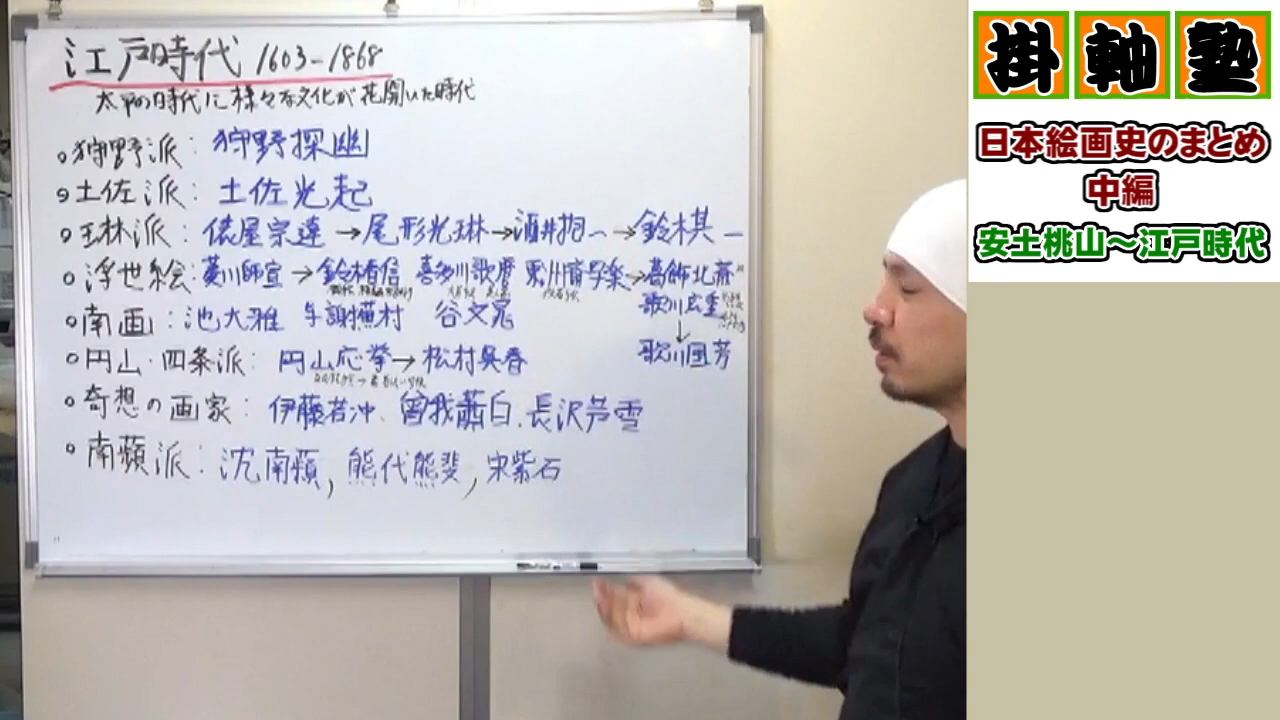 江戸時代 1603-1868
太平の時代に様々な文化が花開いた時代
狩野派: 狩野探幽
土佐派: 土佐光起
琳派: 俵屋宗達→尾形光琳→酒井抱一→鈴木其一
浮世絵: 菱川師宣→鈴木春信 喜多川歌麿 東洲斎写楽→葛飾北斎
歌川広重
↓
歌川国芳
南画: 池大雅 与謝蕪村 谷文晁
円山・四条派: 円山応挙→松村呉春
奇想の画家: 伊藤若冲、曽我蕭白、長沢芦雪
南蘋派: 沈南蘋, 熊代熊斐, 宋紫石
掛軸塾
日本絵画史のまとめ
中編
安土桃山～江戸時代